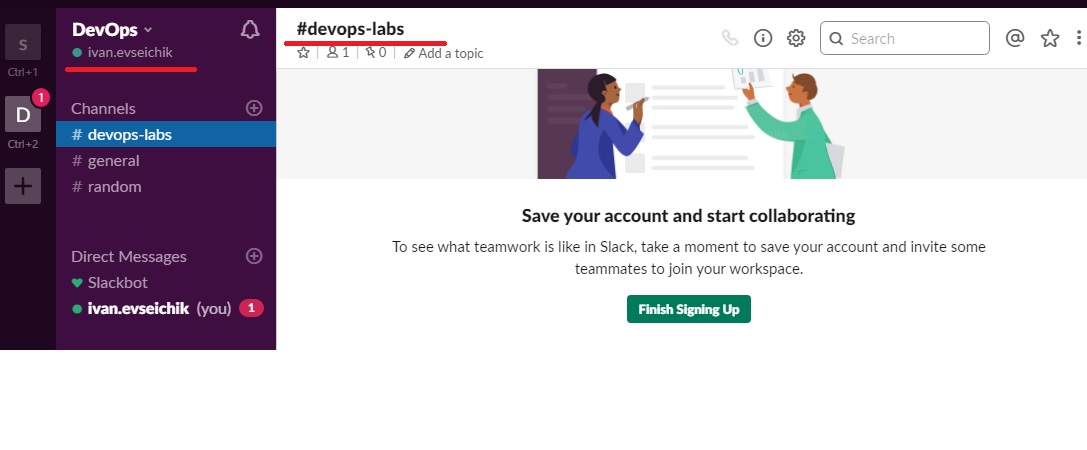 S
Ctrl+1
D
1
Ctrl+2
DevOps
ivan.evseichik
Channels
# devops-labs
# general
# random
Direct Messages
Slackbot
ivan.evseichik (you) 1
#devops-labs
1 | 0 | Add a topic
Search
Save your account and start collaborating
To see what teamwork is like in Slack, take a moment to save your account and invite some
teammates to join your workspace.
Finish Signing Up